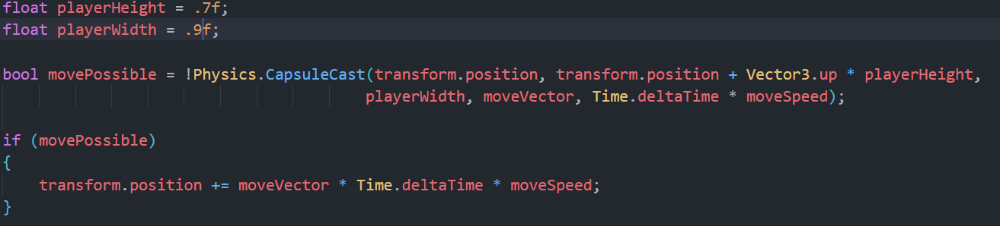 float playerHeight = .7f;
float playerWidth = .9f;
bool movePossible = !Physics.CapsuleCast(transform.position, transform.position + Vector3.up * playerHeight,
playerWidth, moveVector, Time.deltaTime * moveSpeed);
if (movePossible)
{
transform.position += moveVector * Time.deltaTime * moveSpeed;
}